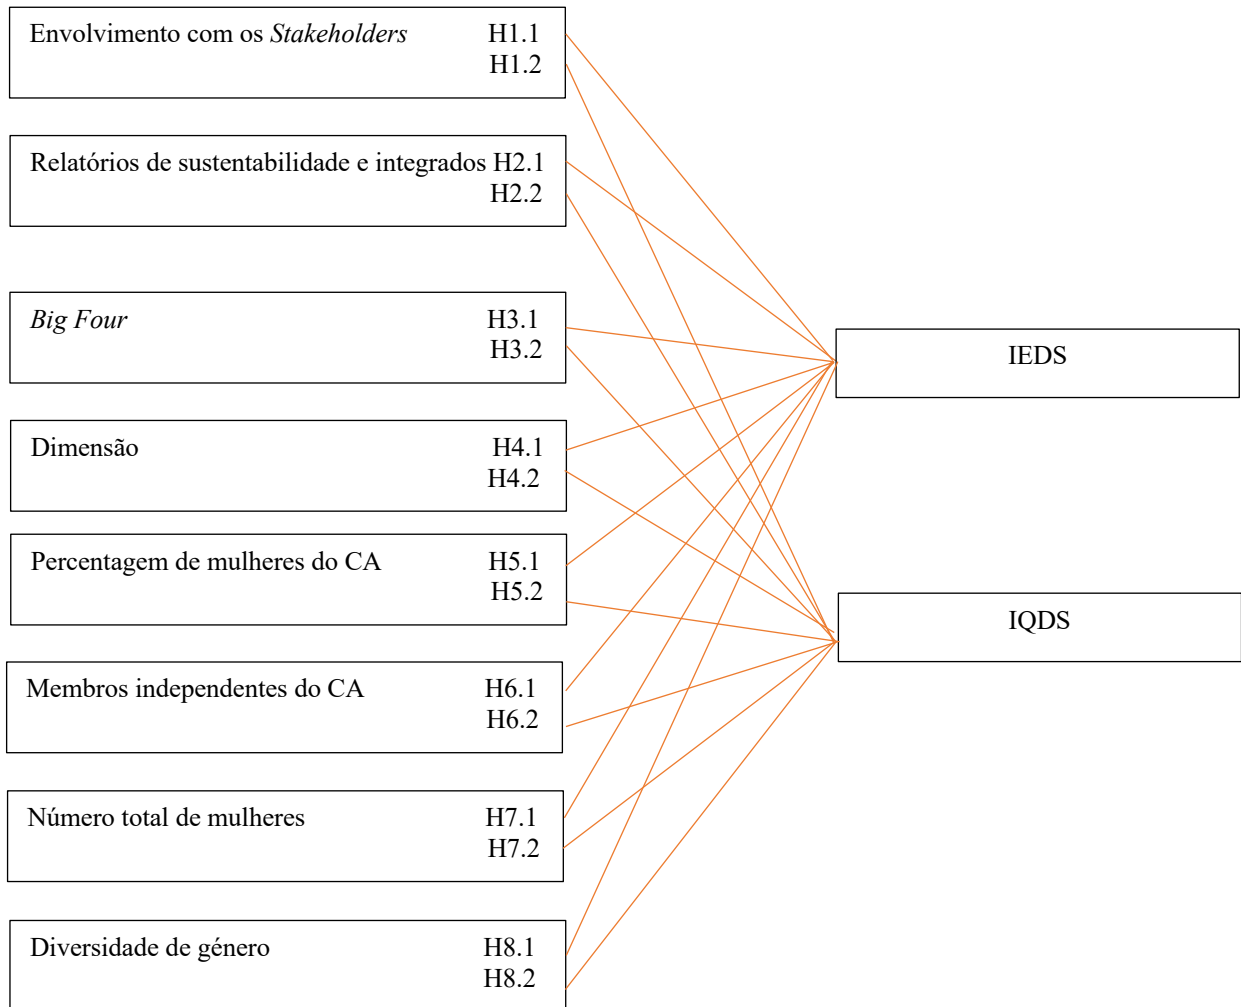 Envolvimento com os Stakeholders H1.1
H1.2
Relatórios de sustentabilidade e integrados H2.1
H2.2
Big Four H3.1
H3.2
IEDS
Dimensão H4.1
H4.2
Percentagem de mulheres do CA H5.1
H5.2
IQDS
Membros independentes do CA H6.1
H6.2
Número total de mulheres H7.1
H7.2
Diversidade de género H8.1
H8.2